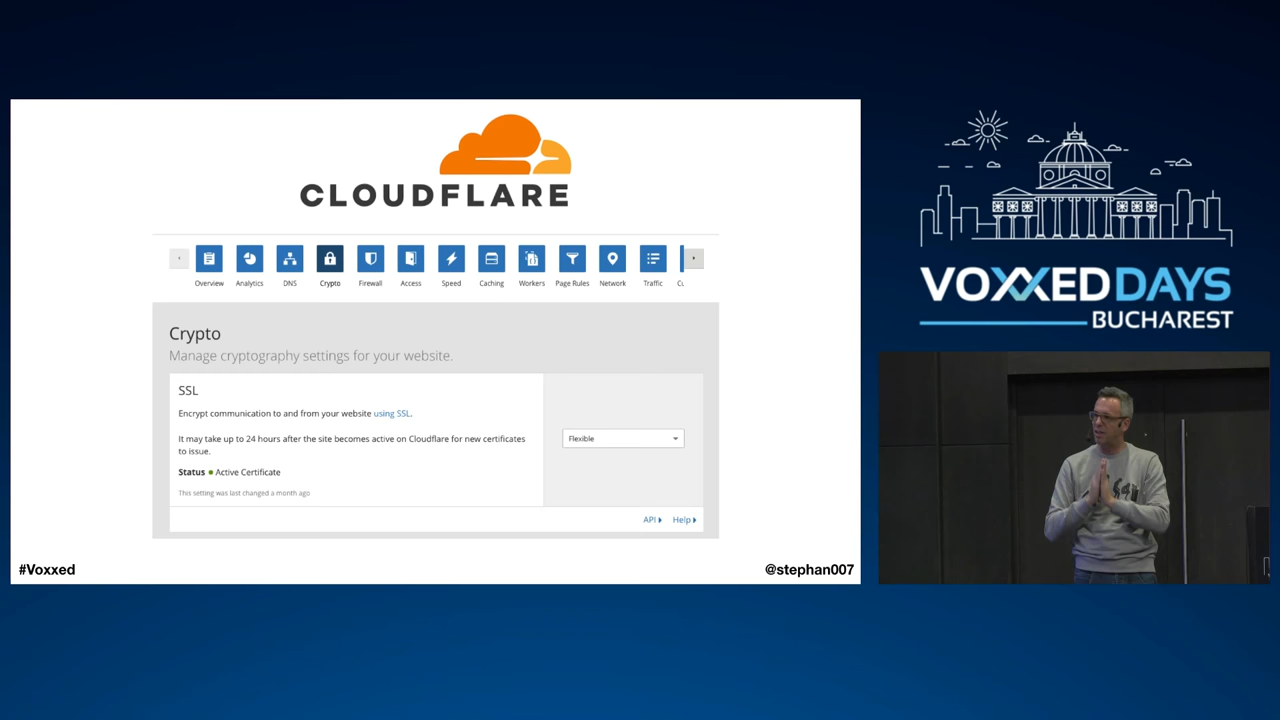 CLOUDFLARE
Overview Analytics DNS Crypto Firewall Access Speed Caching Workers Page Rules Network Traffic
Crypto
Manage cryptography settings for your website.
SSL
Encrypt communication to and from your website using SSL.
It may take up to 24 hours after the site becomes active on Cloudflare for new certificates
to issue.
Status Active Certificate
This setting was last changed a month ago
Flexible
API Help
#Voxxed
@stephan007
VOXXED DAYS
BUCHAREST